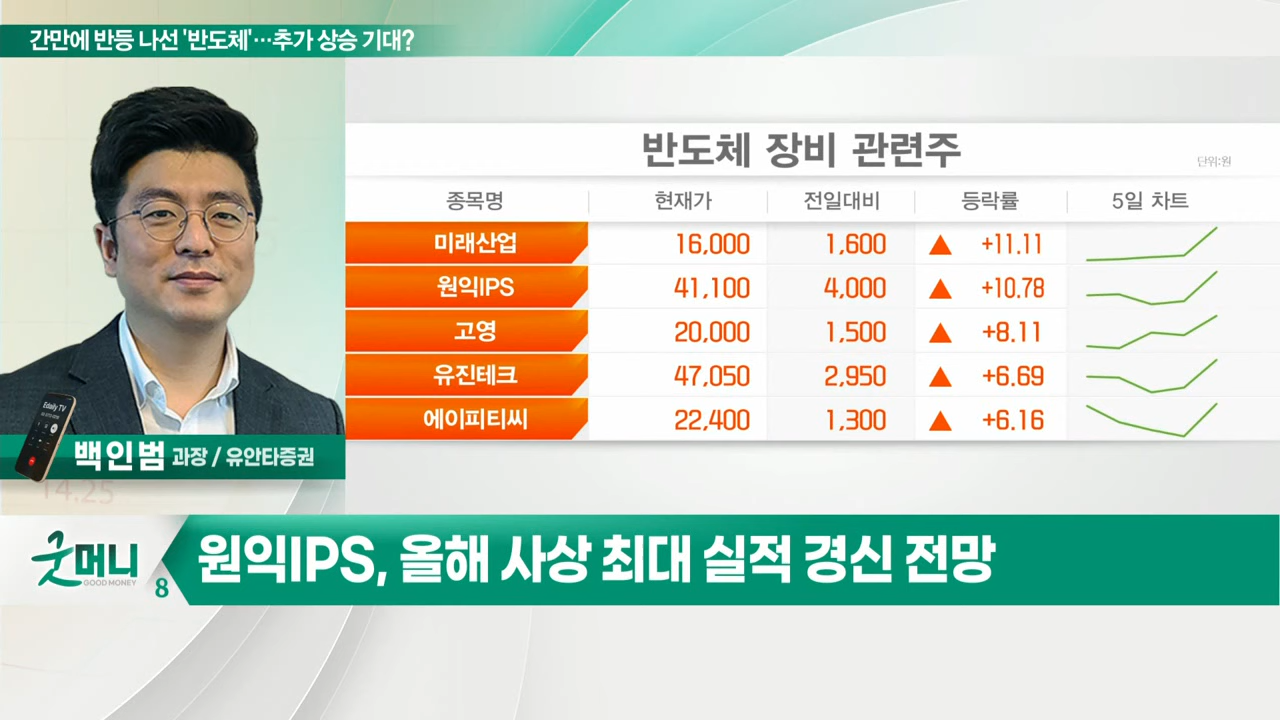 간만에 반등 나선 '반도체'…추가 상승 기대?
반도체 장비 관련주
단위:원
종목명 현재가 전일대비 등락률 5일 차트
미래산업 16,000 1,600 ▲ +11.11
원익IPS 41,100 4,000 ▲ +10.78
고영 20,000 1,500 ▲ +8.11
유진테크 47,050 2,950 ▲ +6.69
에이피티씨 22,400 1,300 ▲ +6.16
Edaily TV
백인범 과장 / 유안타증권
14.25
굿머니
GOOD MONEY
8
원익IPS, 올해 사상 최대 실적 경신 전망